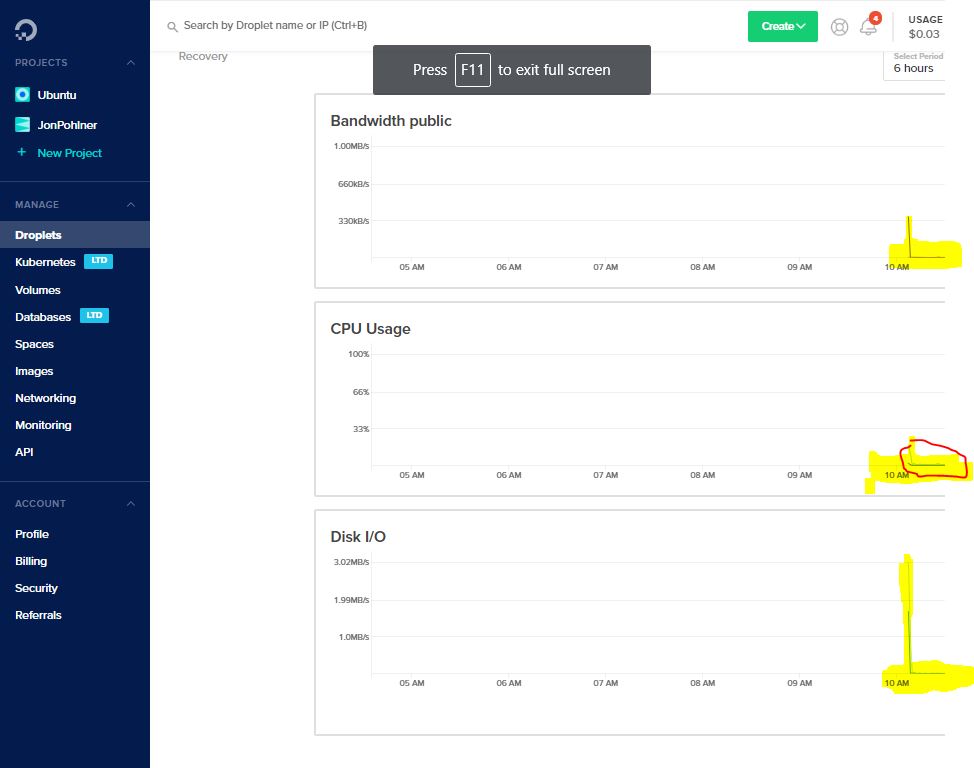 Search by Droplet name or IP (Ctrl+B)
Create
4
USAGE
$0.03
PROJECTS
Ubuntu
JonPohlner
+ New Project
MANAGE
Droplets
Kubernetes LTD
Volumes
Databases LTD
Spaces
Images
Networking
Monitoring
API
ACCOUNT
Profile
Billing
Security
Referrals
Recovery
Press F11 to exit full screen
Select Period
6 hours
Bandwidth public
1.00MB/s
660kB/s
330kB/s
05 AM 06 AM 07 AM 08 AM 09 AM 10 AM
CPU Usage
100%
66%
33%
05 AM 06 AM 07 AM 08 AM 09 AM 10 AM
Disk I/O
3.02MB/s
1.99MB/s
1.0MB/s
05 AM 06 AM 07 AM 08 AM 09 AM 10 AM